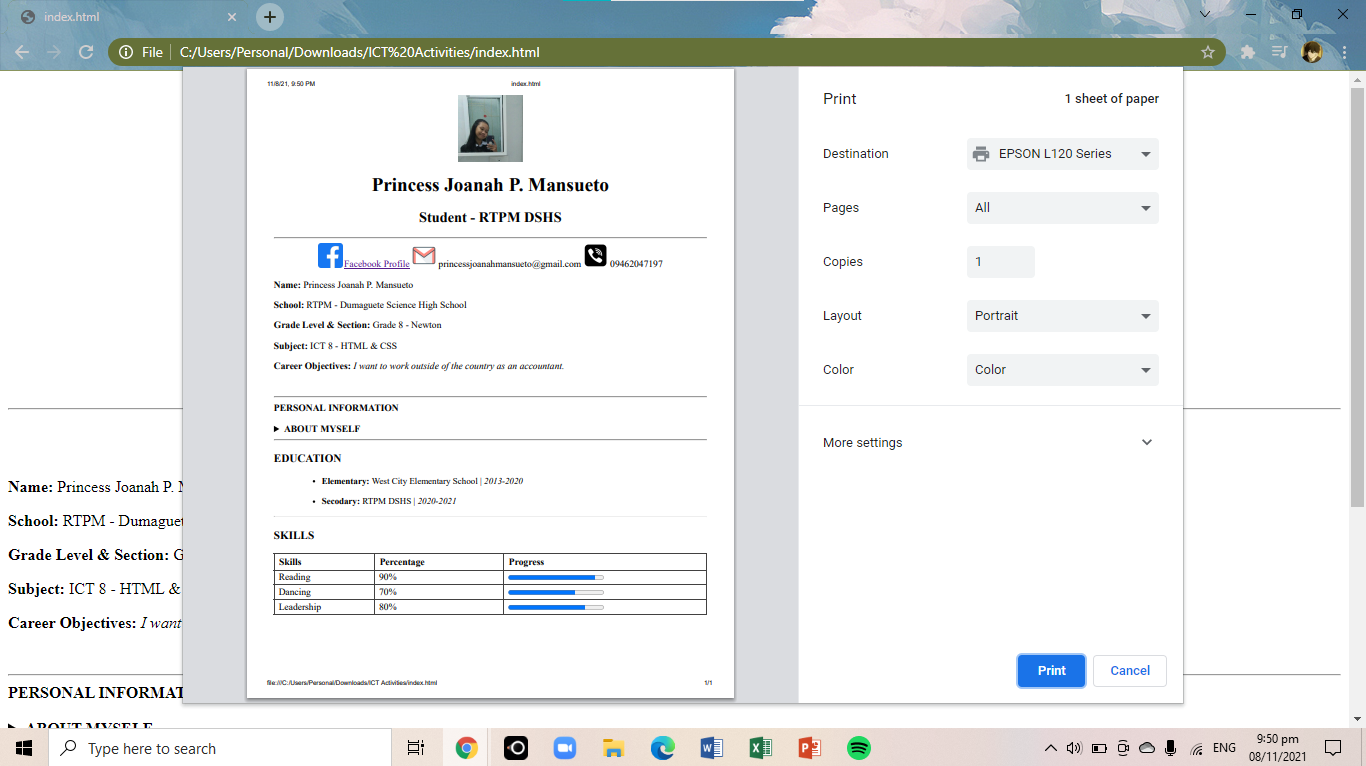 index.html
File C:/Users/Personal/Downloads/ICT%20Activities/index.html
11/8/21, 9:50 PM index.html
Princess Joanah P. Mansueto
Student - RTPM DSHS
Facebook Profile princessjoanahmansueto@gmail.com 09462047197
Name: Princess Joanah P. Mansueto
School: RTPM - Dumaguete Science High School
Grade Level & Section: Grade 8 - Newton
Subject: ICT 8 - HTML & CSS
Career Objectives: I want to work outside of the country as an accountant.
PERSONAL INFORMATION
ABOUT MYSELF
EDUCATION
Elementary: West City Elementary School | 2013-2020
Secodary: RTPM DSHS | 2020-2021
SKILLS
Skills Percentage Progress
Reading 90%
Dancing 70%
Leadership 80%
file:///C:/Users/Personal/Downloads/ICT Activities/index.html 1/1
Print 1 sheet of paper
Destination EPSON L120 Series
Pages All
Copies 1
Layout Portrait
Color Color
More settings
Print Cancel
Name: Princess Joanah P.
School: RTPM - Dumaguet
Grade Level & Section: G
Subject: ICT 8 - HTML &
Career Objectives: I want
PERSONAL INFORMAT
ABOUT MYSELF
Type here to search
ENG
9:50 pm
08/11/2021